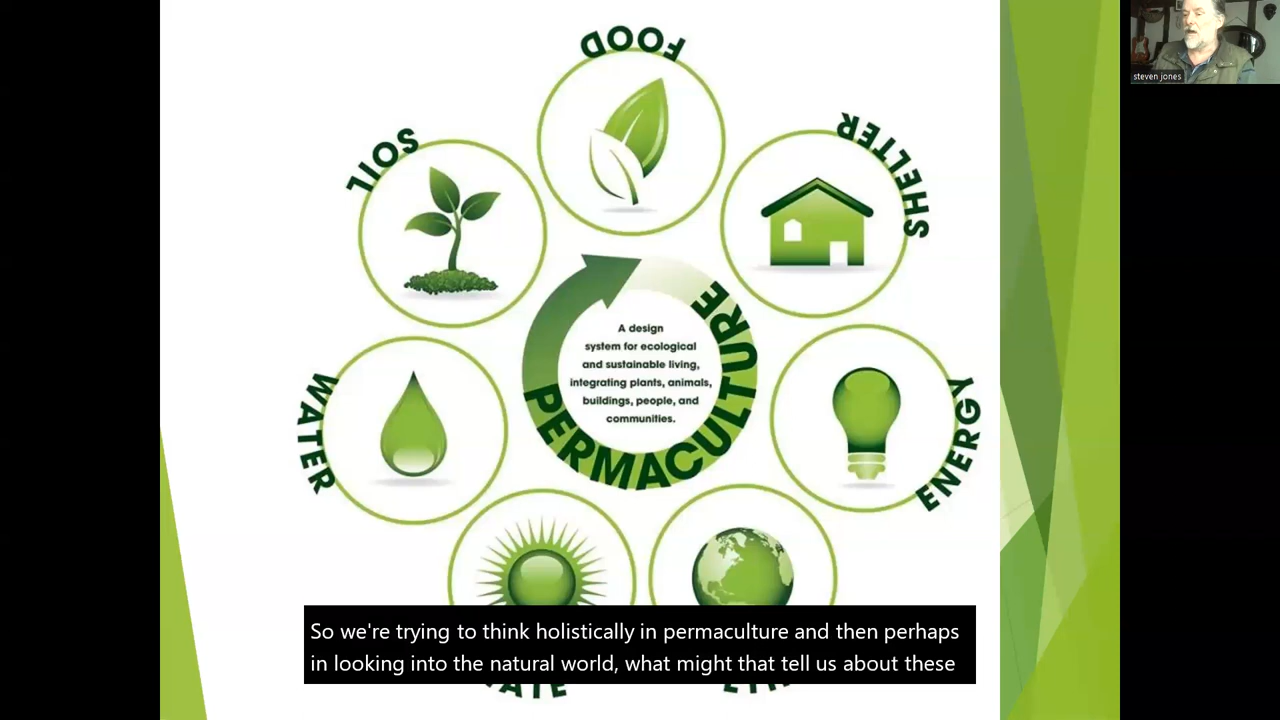 FOOD
SHELTER
SOIL
steven jones
PERMACULTURE
A design
system for ecological
and sustainable living,
integrating plants, animals,
buildings, people, and
communities.
WATER
ENERGY
So we're trying to think holistically in permaculture and then perhaps
in looking into the natural world, what might that tell us about these